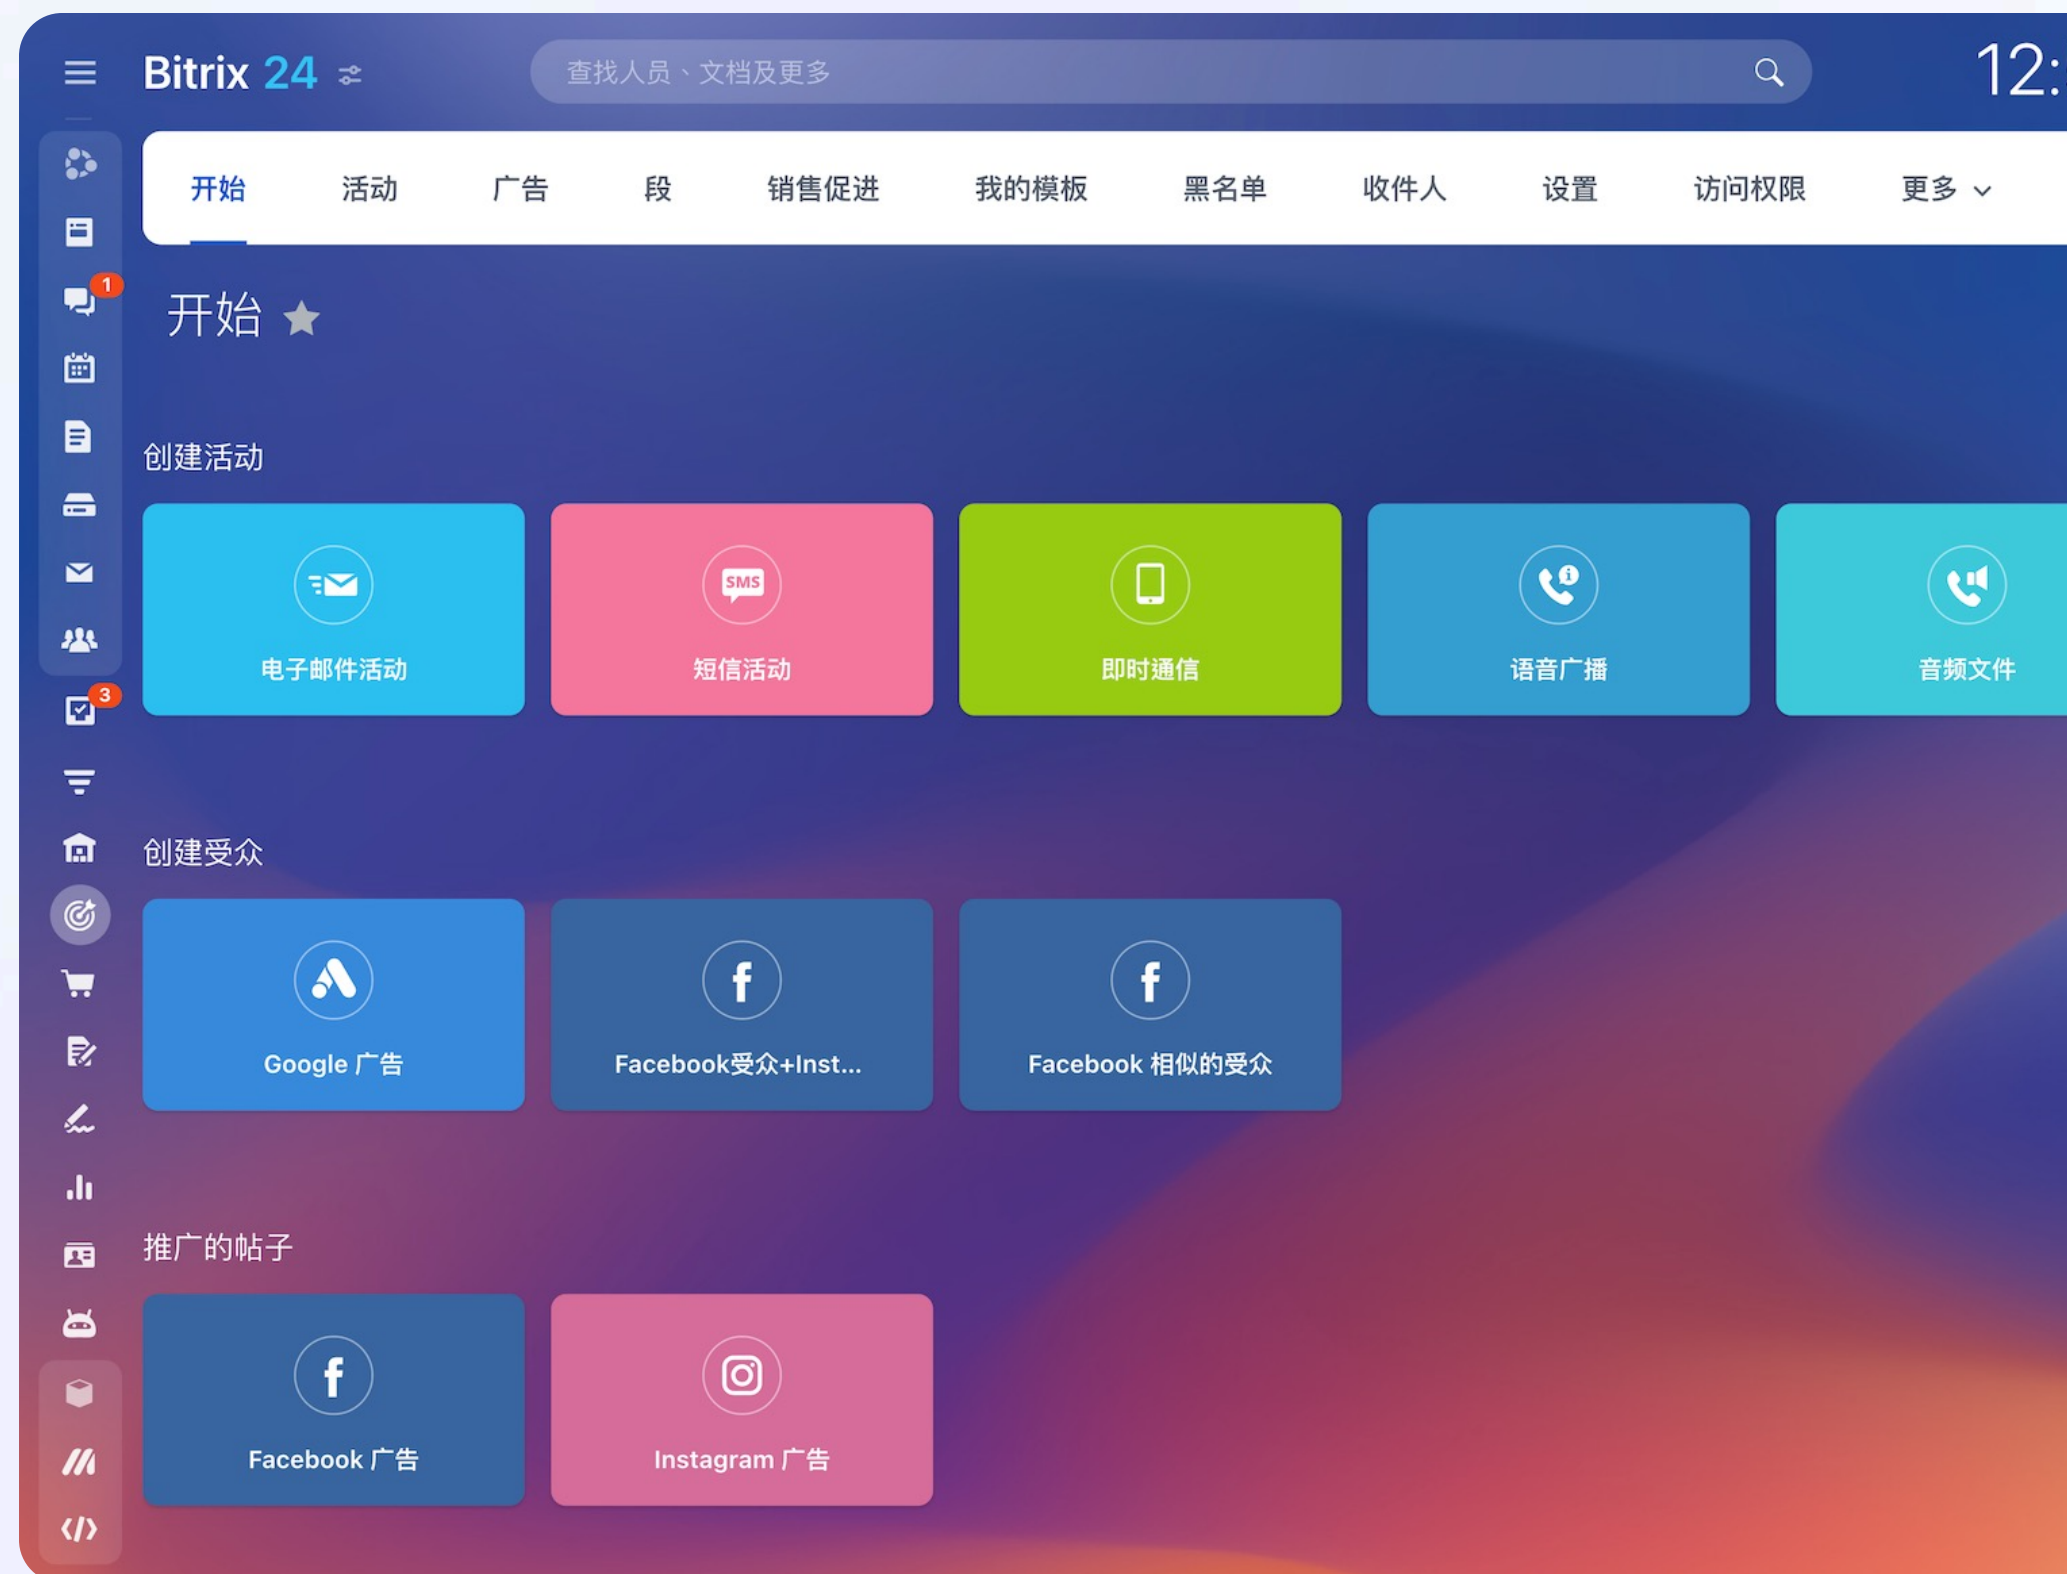 Bitrix 24
查找人员、文档及更多
12:
开始
活动
广告
段
销售促进
我的模板
黑名单
收件人
设置
访问权限
更多
1
开始
创建活动
SMS
电子邮件活动
短信活动
即时通信
语音广播
音频文件
3
创建受众
Google 广告
Facebook受众+Inst...
Facebook 相似的受众
推广的帖子
Facebook 广告
Instagram 广告